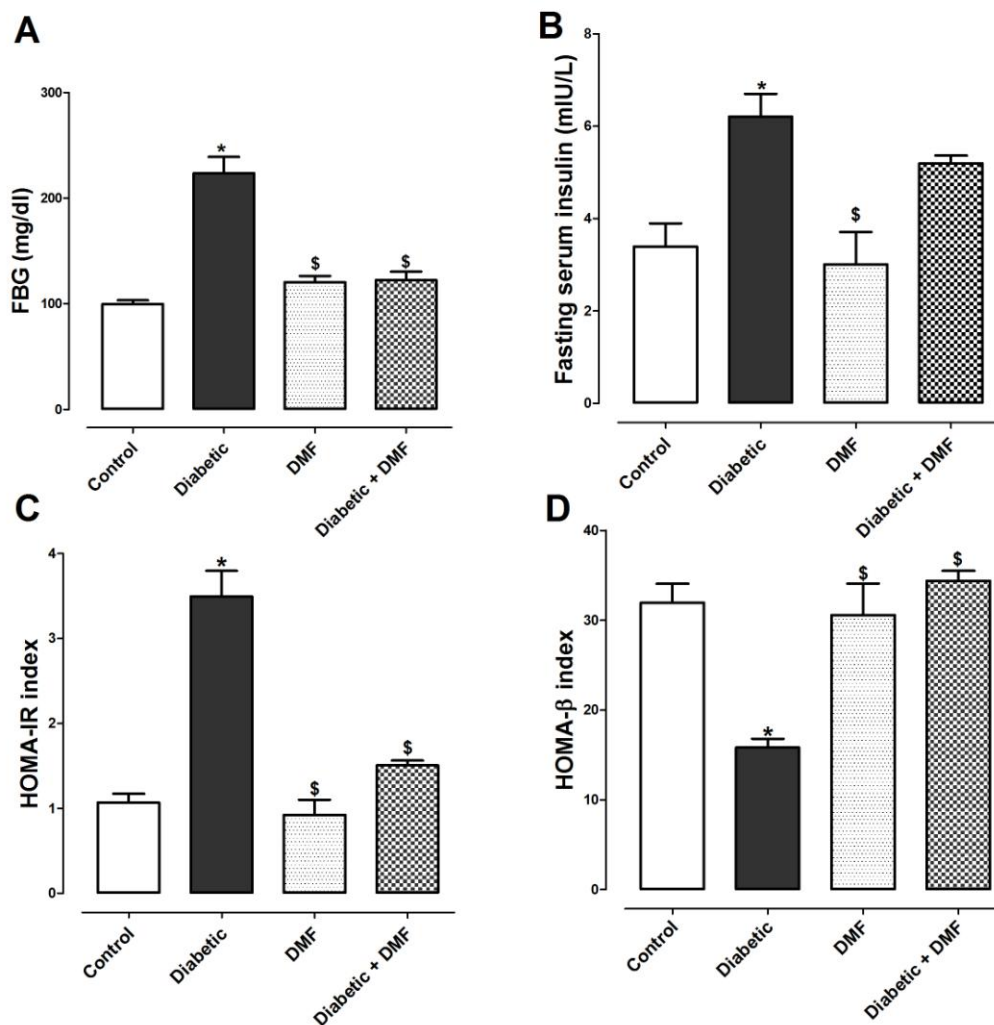 A
FBG (mg/dl)
300
200
100
0
*
$
$
Control
Diabetic
DMF
Diabetic + DMF
B
Fasting serum insulin (mIU/L)
8
6
4
2
0
*
$
Control
Diabetic
DMF
Diabetic + DMF
C
HOMA-IR index
4
3
2
1
0
*
$
$
Control
Diabetic
DMF
Diabetic + DMF
D
HOMA-β index
40
30
20
10
0
*
$
$
Control
Diabetic
DMF
Diabetic + DMF